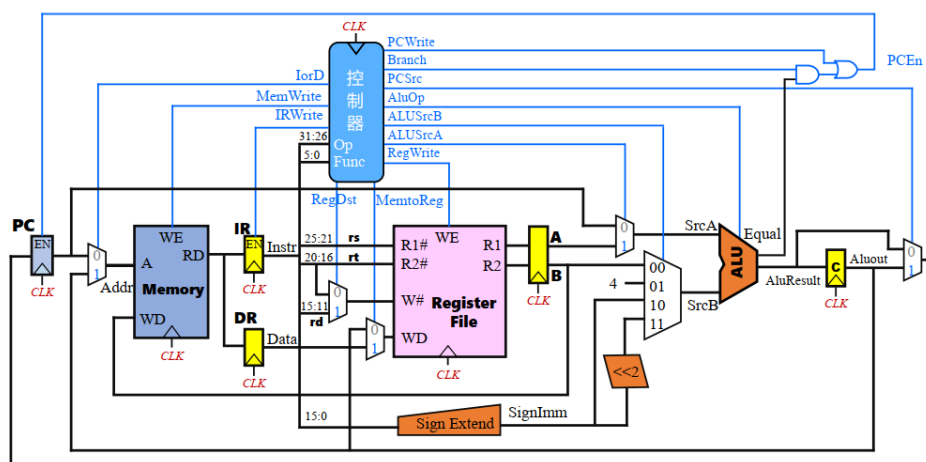 CLK
PCWrite
Branch
PCEn
IorD
PCSrc
MemWrite
AluOp
IRWrite
ALUSrcB
ALUSrcA
RegWrite
控制器
31:26
Op
5:0
Func
RegDst
MemtoReg
PC
EN
CLK
0
1
Addr
WE
A
RD
Memory
WD
CLK
IR
EN
Instr
CLK
DR
Data
CLK
25:21 rs
20:16 rt
15:11
rd
0
1
0
1
WE
R1#
R2#
W#
WD
R1
R2
Register
File
CLK
A
B
CLK
0
1
SrcA
00
4
01
10
11
SrcB
<<2
ALU
Equal
AluResult
C
Aluout
CLK
0
1
15:0
Sign Extend
SignImm